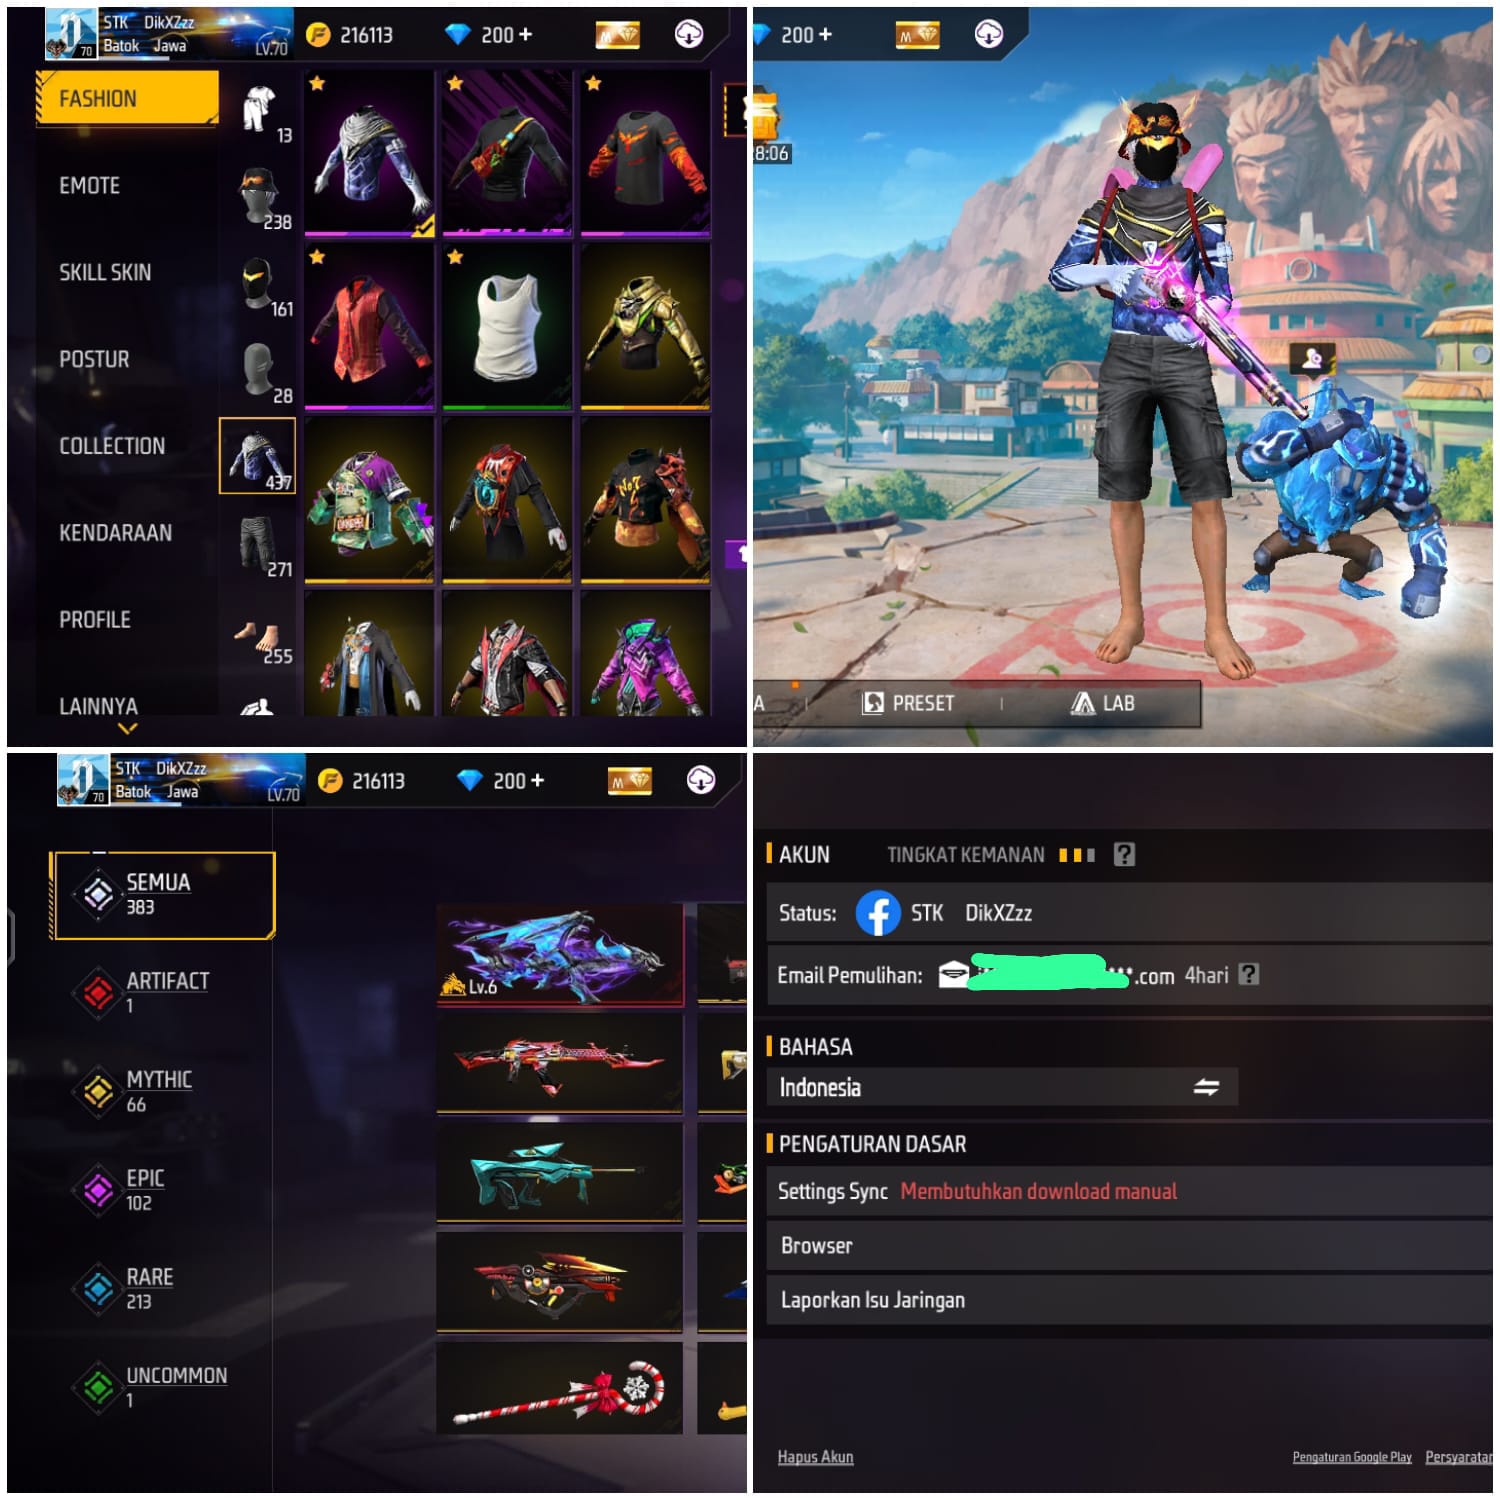 STK DikXZzz
70
Batok Jawa
LV.70
216113
200 +
M
FASHION
EMOTE
SKILL SKIN
POSTUR
COLLECTION
KENDARAAN
PROFILE
LAINNYA
13
238
161
28
437
271
255
No7
200 +
M
8:06
A
PRESET
LAB
STK DikXZzz
70
Batok Jawa
LV.70
216113
200 +
M
SEMUA
383
ARTIFACT
1
MYTHIC
66
EPIC
102
RARE
213
UNCOMMON
1
Lv.6
AKUN
TINGKAT KEMANAN
?
Status: STK DikXZzz
Email Pemulihan: ***.com 4hari ?
BAHASA
Indonesia
PENGATURAN DASAR
Settings Sync Membutuhkan download manual
Browser
Laporkan Isu Jaringan
Hapus Akun
Pengaturan Google Play
Persyaratan